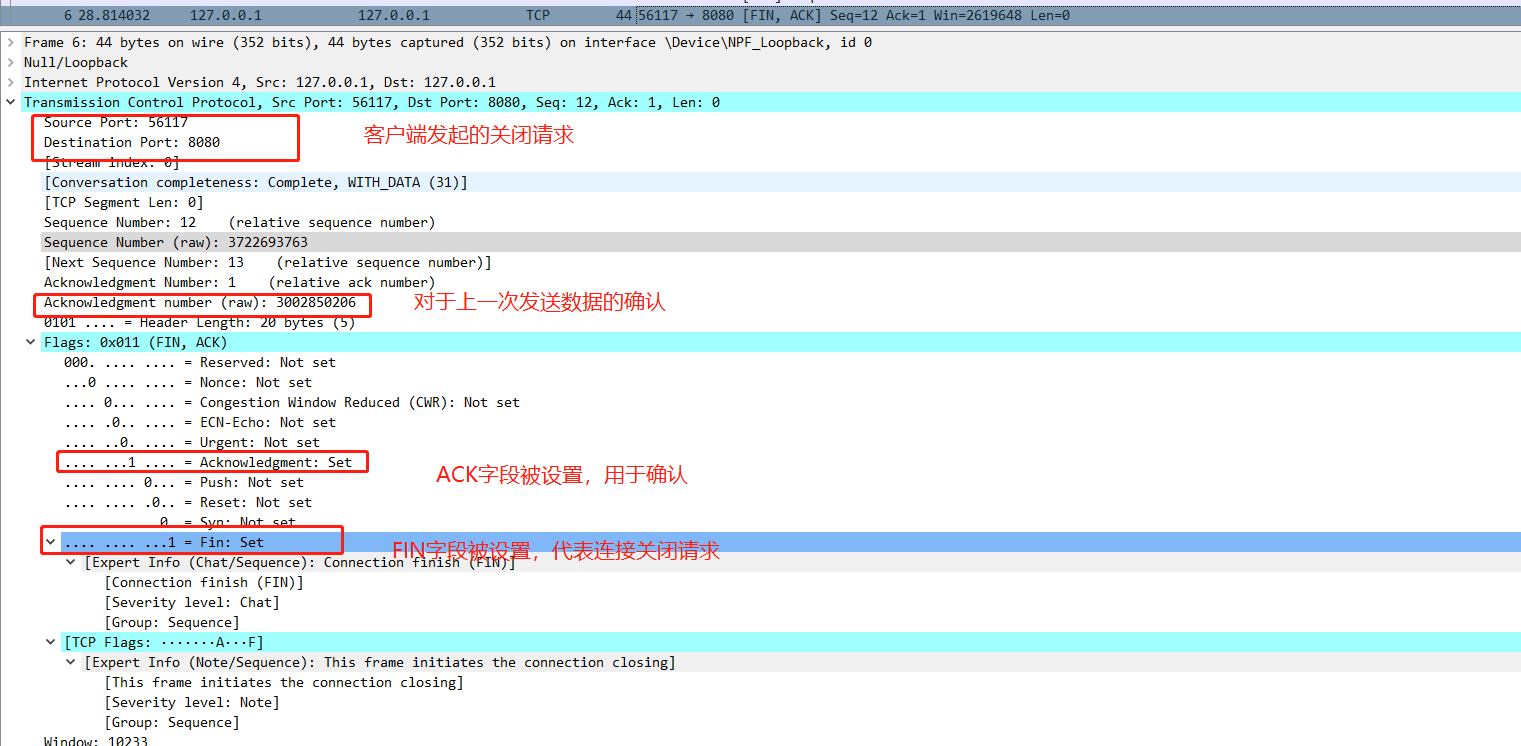 6 28.814032 127.0.0.1 127.0.0.1 TCP 44 56117 → 8080 [FIN, ACK] Seq=12 Ack=1 Win=2619648 Len=0
Frame 6: 44 bytes on wire (352 bits), 44 bytes captured (352 bits) on interface \Device\NPF_Loopback, id 0
Null/Loopback
Internet Protocol Version 4, Src: 127.0.0.1, Dst: 127.0.0.1
Transmission Control Protocol, Src Port: 56117, Dst Port: 8080, Seq: 12, Ack: 1, Len: 0
Source Port: 56117
客户端发起的关闭请求
Destination Port: 8080
[Stream index: 0]
[Conversation completeness: Complete, WITH_DATA (31)]
[TCP Segment Len: 0]
Sequence Number: 12 (relative sequence number)
Sequence Number (raw): 3722693763
[Next Sequence Number: 13 (relative sequence number)]
Acknowledgment Number: 1 (relative ack number)
Acknowledgment number (raw): 3002850206
对于上一次发送数据的确认
0101 .... = Header Length: 20 bytes (5)
Flags: 0x011 (FIN, ACK)
000. .... .... = Reserved: Not set
...0 .... .... = Nonce: Not set
.... 0... .... = Congestion Window Reduced (CWR): Not set
.... .0.. .... = ECN-Echo: Not set
.... ..0. .... = Urgent: Not set
.... ...1 .... = Acknowledgment: Set
ACK字段被设置，用于确认
.... .... 0... = Push: Not set
.... .... .0.. = Reset: Not set
.... .... ..0. = Syn: Not set
.... .... ...1 = Fin: Set
FIN字段被设置，代表连接关闭请求
[Expert Info (Chat/Sequence): Connection finish (FIN)]
[Connection finish (FIN)]
[Severity level: Chat]
[Group: Sequence]
[TCP Flags: ·······A···F]
[Expert Info (Note/Sequence): This frame initiates the connection closing]
[This frame initiates the connection closing]
[Severity level: Note]
[Group: Sequence]
Window: 10233